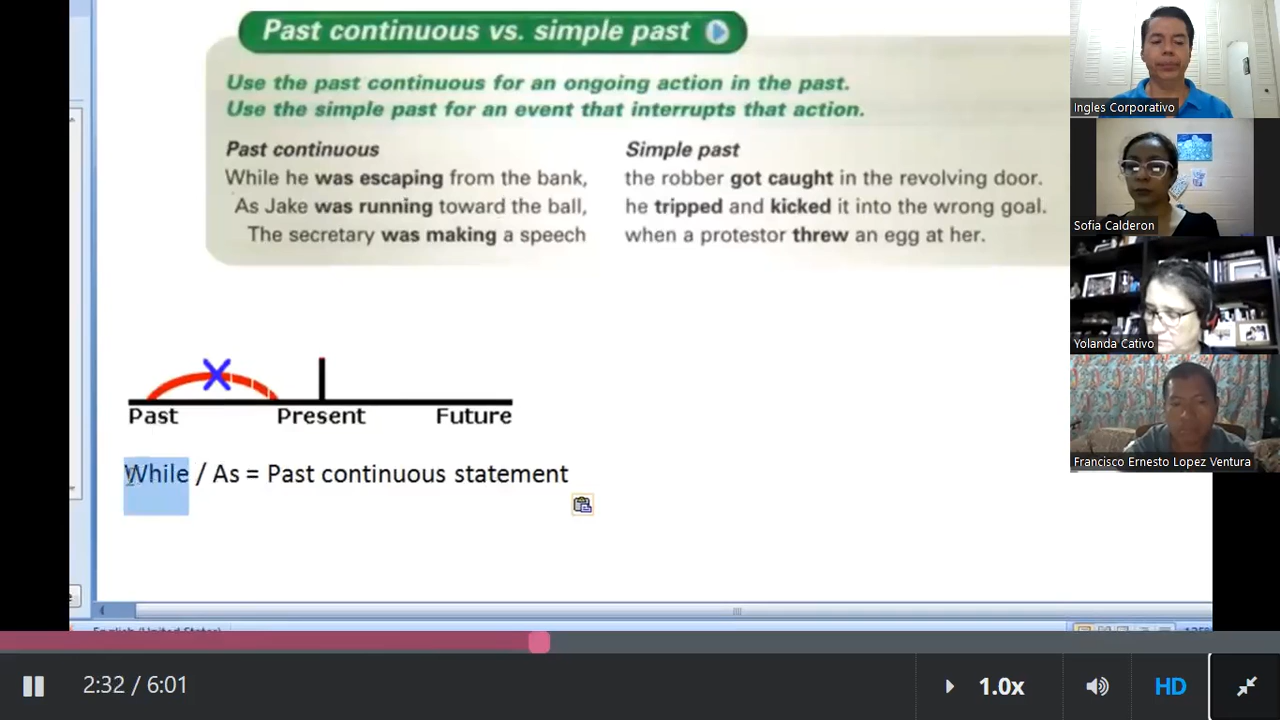 Past continuous vs. simple past
Use the past continuous for an ongoing action in the past.
Use the simple past for an event that interrupts that action.
Past continuous Simple past
While he was escaping from the bank, the robber got caught in the revolving door.
As Jake was running toward the ball, he tripped and kicked it into the wrong goal.
The secretary was making a speech when a protestor threw an egg at her.
Past Present Future
While / As = Past continuous statement
Ingles Corporativo
Sofia Calderon
Yolanda Cativo
Francisco Ernesto Lopez Ventura
2:32 / 6:01
1.0x
HD